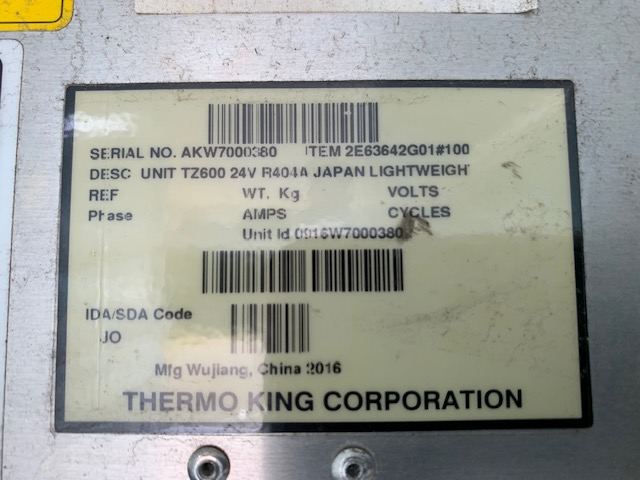 SERIAL NO. AKW7000380 ITEM 2E63642G01#100
DESC UNIT TZ600 24V R404A JAPAN LIGHTWEIGH
REF WT. Kg VOLTS
Phase AMPS CYCLES
Unit Id 0916W7000380
IDA/SDA Code
JO
Mfg Wujiang, China 2016
THERMO KING CORPORATION